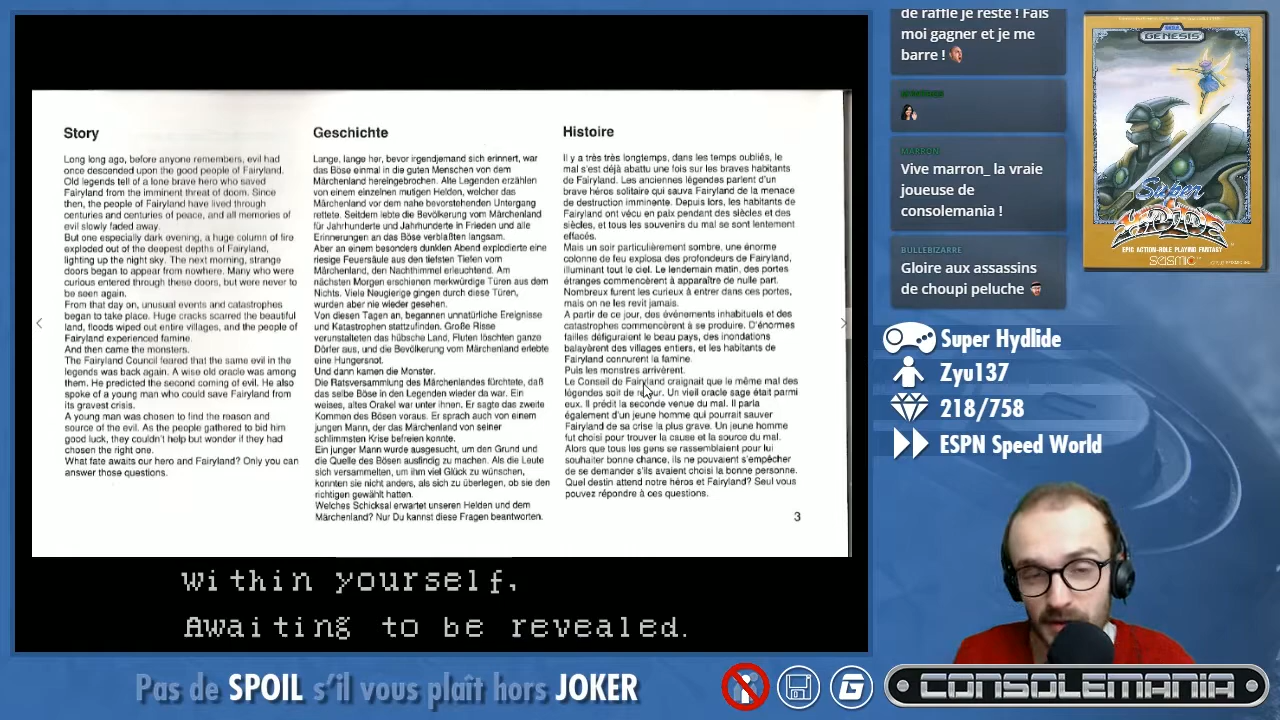 Story
Long long ago, before anyone remembers, evil had
once descended upon the good people of Fairyland.
Old legends tell of a lone brave hero who saved
Fairyland from the imminent threat of doom. Since
then, the people of Fairyland have lived through
centuries and centuries of peace, and all memories of
evil slowly faded away.
But one especially dark evening, a huge column of fire
exploded out of the deepest depths of Fairyland,
lighting up the night sky. The next morning, strange
doors began to appear from nowhere. Many who were
curious entered through these doors, but were never to
be seen again.
From that day on, unusual events and catastrophes
began to take place. Huge cracks scarred the beautiful
land, floods wiped out entire villages, and the people of
Fairyland experienced famine.
And then came the monsters.
The Fairyland Council feared that the same evil in the
legends was back again. A wise old oracle was among
them. He predicted the second coming of evil. He also
spoke of a young man who could save Fairyland from
its gravest crisis.
A young man was chosen to find the reason and
source of the evil. As the people gathered to bid him
good luck, they couldn't help but wonder if they had
chosen the right one.
What fate awaits our hero and Fairyland? Only you can
answer those questions.
Geschichte
Lange, lange her, bevor irgendjemand sich erinnert, war
das Böse einmal in die guten Menschen von dem
Märchenland hereingebrochen. Alte Legenden erzählen
von einem einzelnen mutigen Helden, welcher das
Märchenland vor dem nahe bevorstehenden Untergang
rettete. Seitdem lebte die Bevölkerung vom Märchenland
für Jahrhunderte und Jahrhunderte in Frieden und alle
Erinnerungen an das Böse verblaßten langsam.
Aber an einem besonders dunklen Abend explodierte eine
riesige Feuersäule aus den tiefsten Tiefen vom
Märchenland, den Nachthimmel erleuchtend. Am
nächsten Morgen erschienen merkwürdige Türen aus dem
Nichts. Viele Neugierige gingen durch diese Türen,
wurden aber nie wieder gesehen.
Von diesen Tagen an, begannen unnatürliche Ereignisse
und Katastrophen stattzufinden. Große Risse
verunstalteten das hübsche Land, Fluten löschten ganze
Dörfer aus, und die Bevölkerung vom Märchenland erlebte
eine Hungersnot.
Und dann kamen die Monster.
Die Ratsversammlung des Märchenlandes fürchtete, daß
das selbe Böse in den Legenden wieder da war. Ein
weises, altes Orakel war unter ihnen. Er sagte das zweite
Kommen des Bösen voraus. Er sprach auch von einem
jungen Mann, der das Märchenland von seiner
schlimmsten Krise befreien konnte.
Ein junger Mann wurde ausgesucht, um den Grund und
die Quelle des Bösen ausfindig zu machen. Als die Leute
sich versammelten, um ihm viel Glück zu wünschen,
konnten sie nicht anders, als sich zu überlegen, ob sie den
richtigen gewählt hatten.
Welches Schicksal erwartet unseren Helden und dem
Märchenland? Nur Du kannst diese Fragen beantworten.
Histoire
Il y a très très longtemps, dans les temps oubliés, le
mal s'est déjà abattu une fois sur les braves habitants
de Fairyland. Les anciennes légendes parlent d'un
brave héros solitaire qui sauva Fairyland de la menace
de destruction imminente. Depuis lors, les habitants de
Fairyland ont vécu en paix pendant des siècles et des
siècles, et tous les souvenirs du mal se sont lentement
effacés.
Mais un soir particulièrement sombre, une énorme
colonne de feu explosa des profondeurs de Fairyland,
illuminant tout le ciel. Le lendemain matin, des portes
étranges commencèrent à apparaître de nulle part.
Nombreux furent les curieux à entrer dans ces portes,
mais on ne les revit jamais.
A partir de ce jour, des événements inhabituels et des
catastrophes commencèrent à se produire. D'énormes
failles défiguraient le beau pays, des inondations
balayèrent des villages entiers, et les habitants de
Fairyland connurent la famine.
Puis les monstres arrivèrent.
Le Conseil de Fairyland craignait que le même mal des
légendes soit de retour. Un vieil oracle sage était parmi
eux. Il prédit la seconde venue du mal. Il parla
également d'un jeune homme qui pourrait sauver
Fairyland de sa crise la plus grave. Un jeune homme
fut choisi pour trouver la cause et la source du mal.
Alors que tous les gens se rassemblaient pour lui
souhaiter bonne chance, ils ne pouvaient s'empêcher
de se demander s'ils avaient choisi la bonne personne.
Quel destin attend notre héros et Fairyland? Seul vous
pouvez répondre à ces questions.
3
within yourself,
Awaiting to be revealed.
de raffle je reste ! Fais
moi gagner et je me
barre !
MARRON_
Vive marron_ la vraie
joueuse de
consolemania !
BULLEBIZARRE
Gloire aux assassins
de choupi peluche
SEGA
GENESIS
Super
HYDLIDE
EPIC ACTION-ROLE PLAYING FANTASY
SEISMIC
Super Hydlide
Zyu137
218/758
ESPN Speed World
Pas de SPOIL s'il vous plaît hors JOKER
G
CONSOLEMANIA